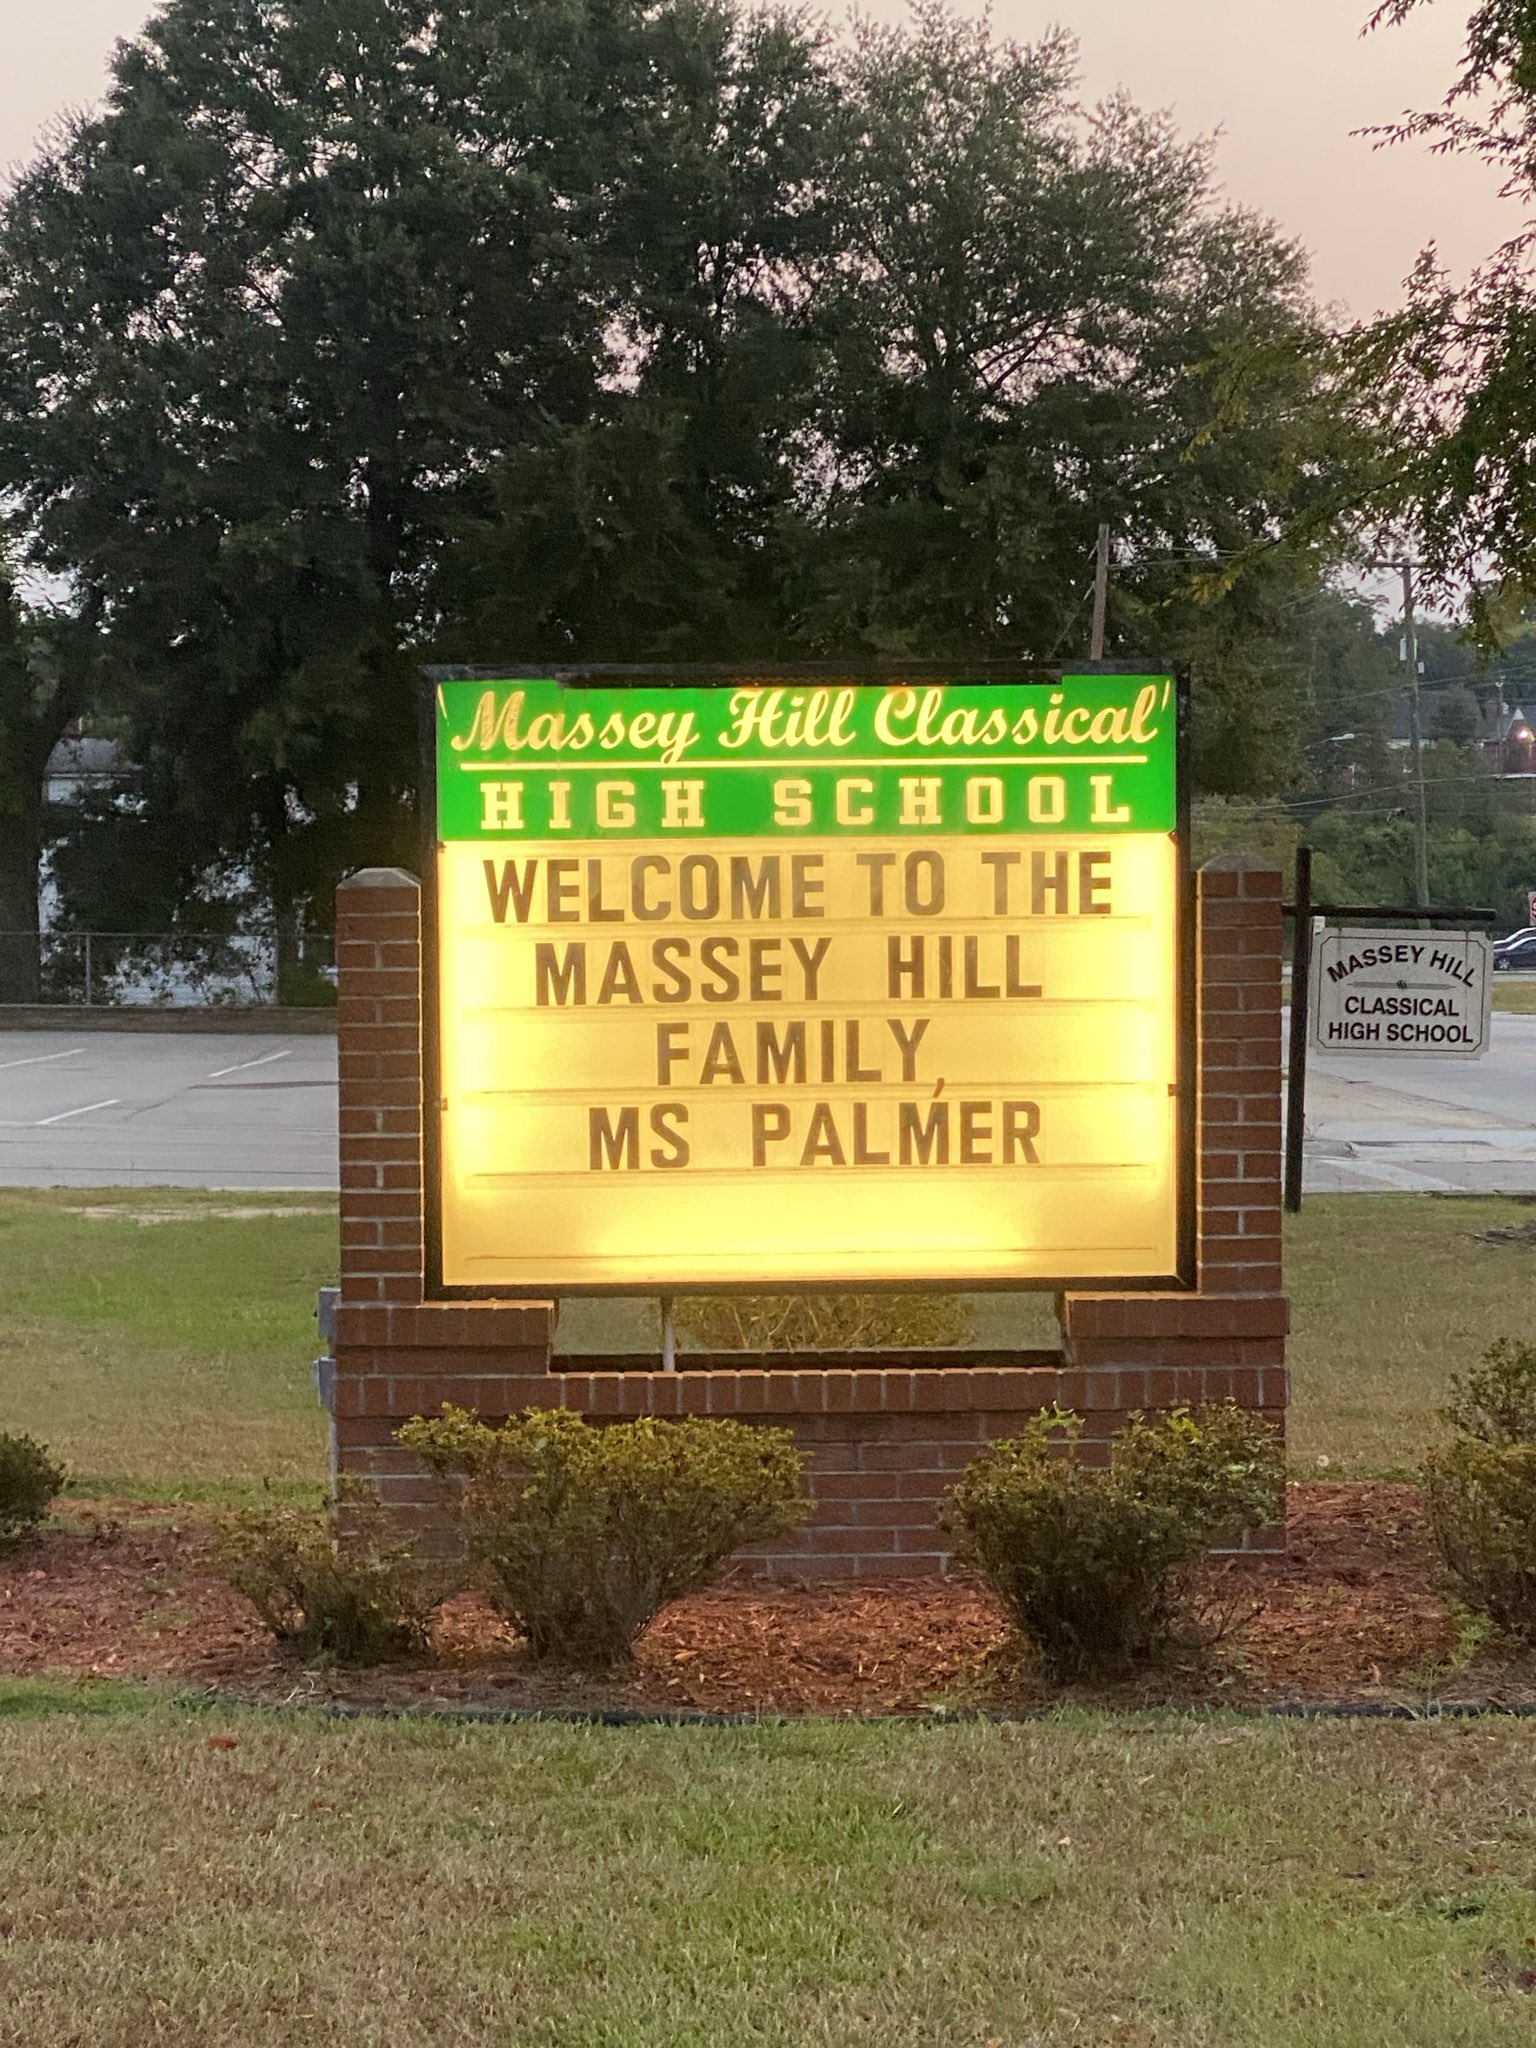 Massey Hill Classical
HIGH SCHOOL
WELCOME TO THE
MASSEY HILL
FAMILY,
MS PALMER
MASSEY HILL
CLASSICAL
HIGH SCHOOL